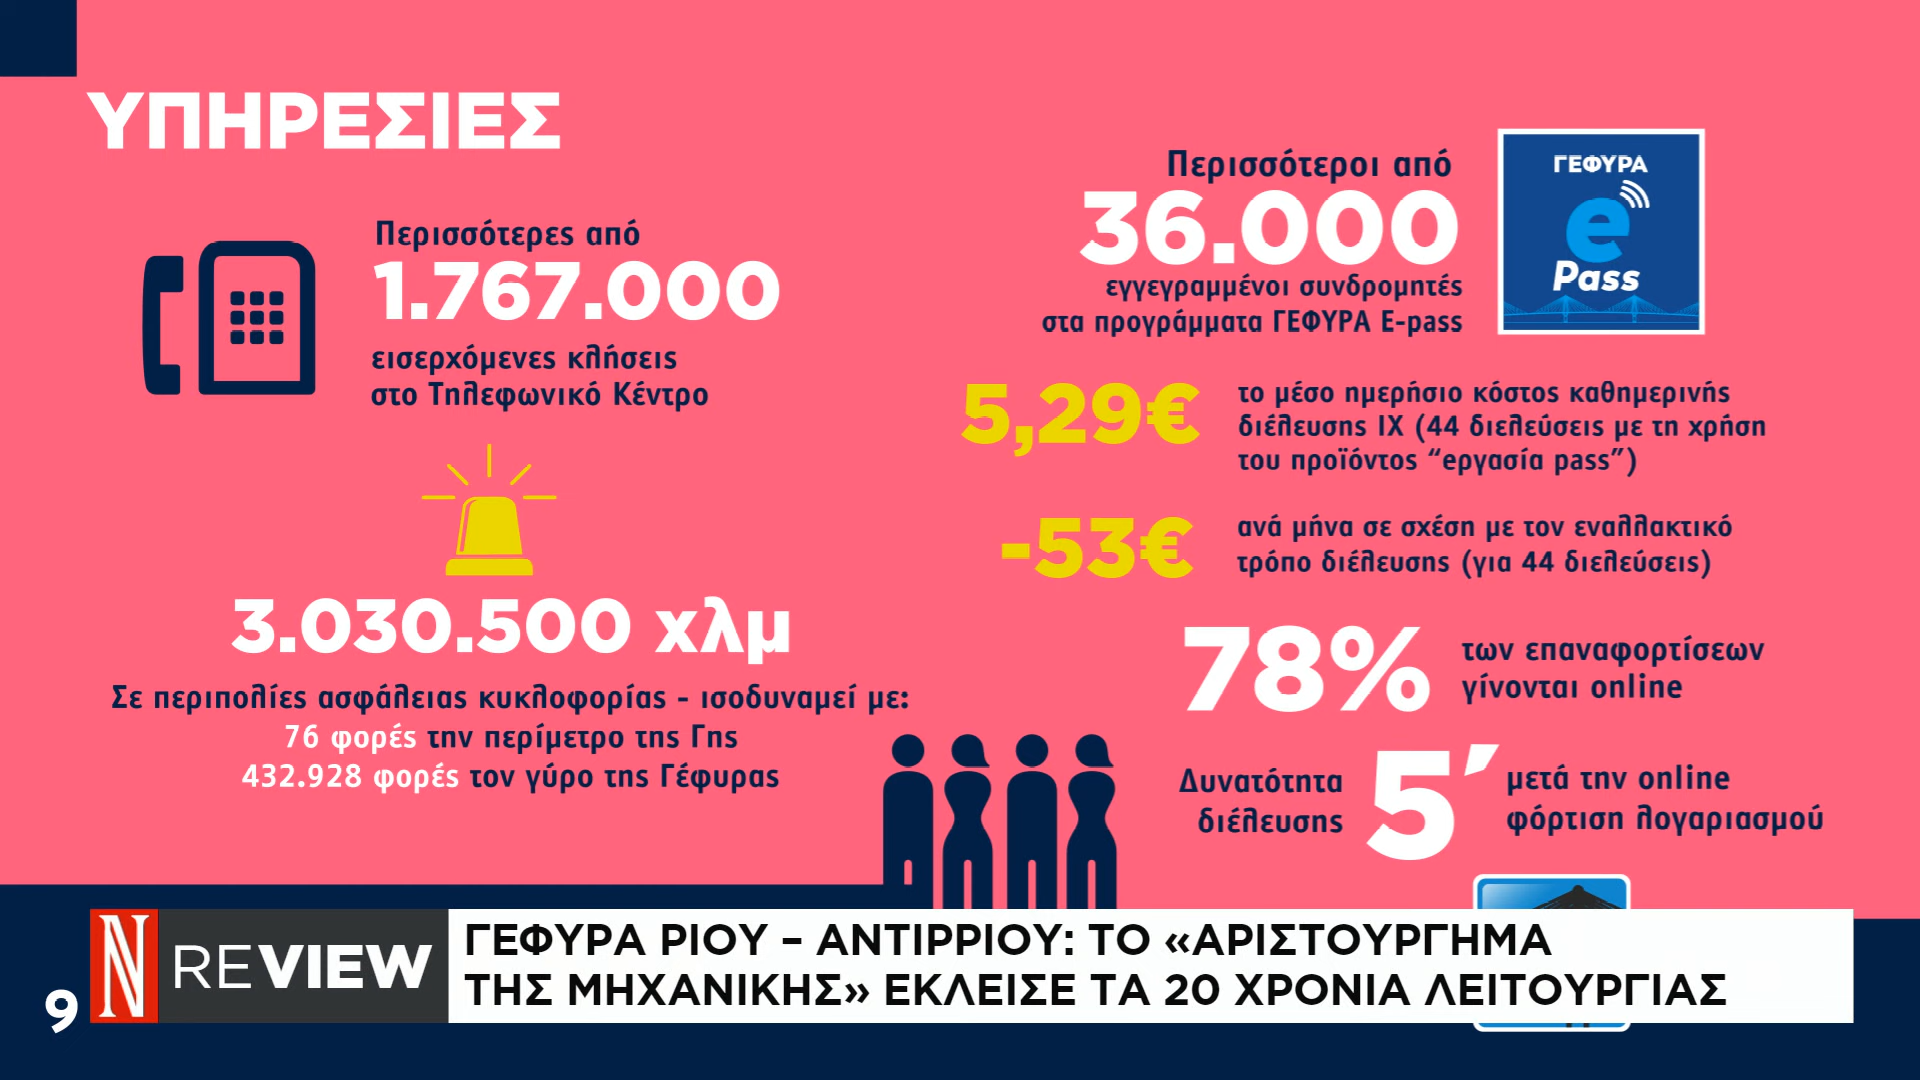 ΥΠΗΡΕΣΙΕΣ
Περισσότερες από
1.767.000
εισερχόμενες κλήσεις
στο Τηλεφωνικό Κέντρο
3.030.500 χλμ
Σε περιπολίες ασφάλειας κυκλοφορίας - ισοδυναμεί με:
76 φορές την περίμετρο της Γης
432.928 φορές τον γύρο της Γέφυρας
Περισσότεροι από
36.000
εγγεγραμμένοι συνδρομητές
στα προγράμματα ΓΕΦΥΡΑ E-pass
ΓΕΦΥΡΑ
e
Pass
5,29€
το μέσο ημερήσιο κόστος καθημερινής
διέλευσης ΙΧ (44 διελεύσεις με τη χρήση
του προϊόντος “εργασία pass”)
-53€
ανά μήνα σε σχέση με τον εναλλακτικό
τρόπο διέλευσης (για 44 διελεύσεις)
78%
των επαναφορτίσεων
γίνονται online
Δυνατότητα
διέλευσης
5΄
μετά την online
φόρτιση λογαριασμού
9
N REVIEW
ΓΕΦΥΡΑ ΡΙΟΥ – ΑΝΤΙΡΡΙΟΥ: ΤΟ «ΑΡΙΣΤΟΥΡΓΗΜΑ
ΤΗΣ ΜΗΧΑΝΙΚΗΣ» ΕΚΛΕΙΣΕ ΤΑ 20 ΧΡΟΝΙΑ ΛΕΙΤΟΥΡΓΙΑΣ